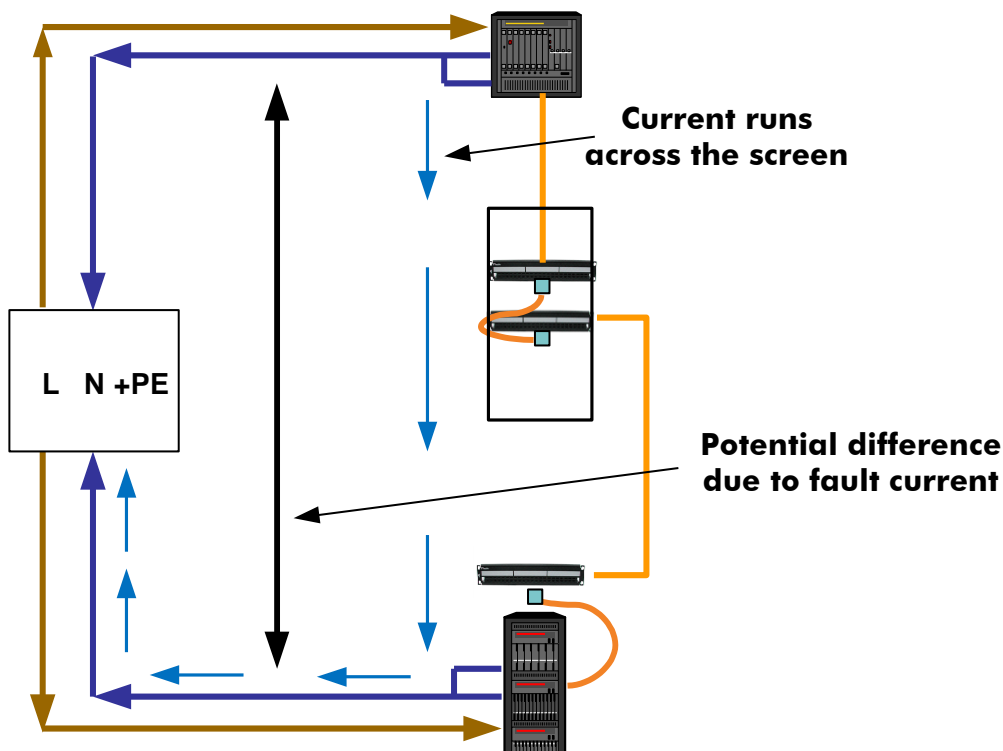 Current runs
across the screen
L N +PE
Potential difference
due to fault current